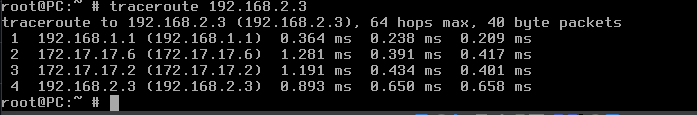 root@PC:~ # traceroute 192.168.2.3
traceroute to 192.168.2.3 (192.168.2.3), 64 hops max, 40 byte packets
1 192.168.1.1 (192.168.1.1) 0.364 ms 0.238 ms 0.209 ms
2 172.17.17.6 (172.17.17.6) 1.281 ms 0.391 ms 0.417 ms
3 172.17.17.2 (172.17.17.2) 1.191 ms 0.434 ms 0.401 ms
4 192.168.2.3 (192.168.2.3) 0.893 ms 0.650 ms 0.658 ms
root@PC:~ #